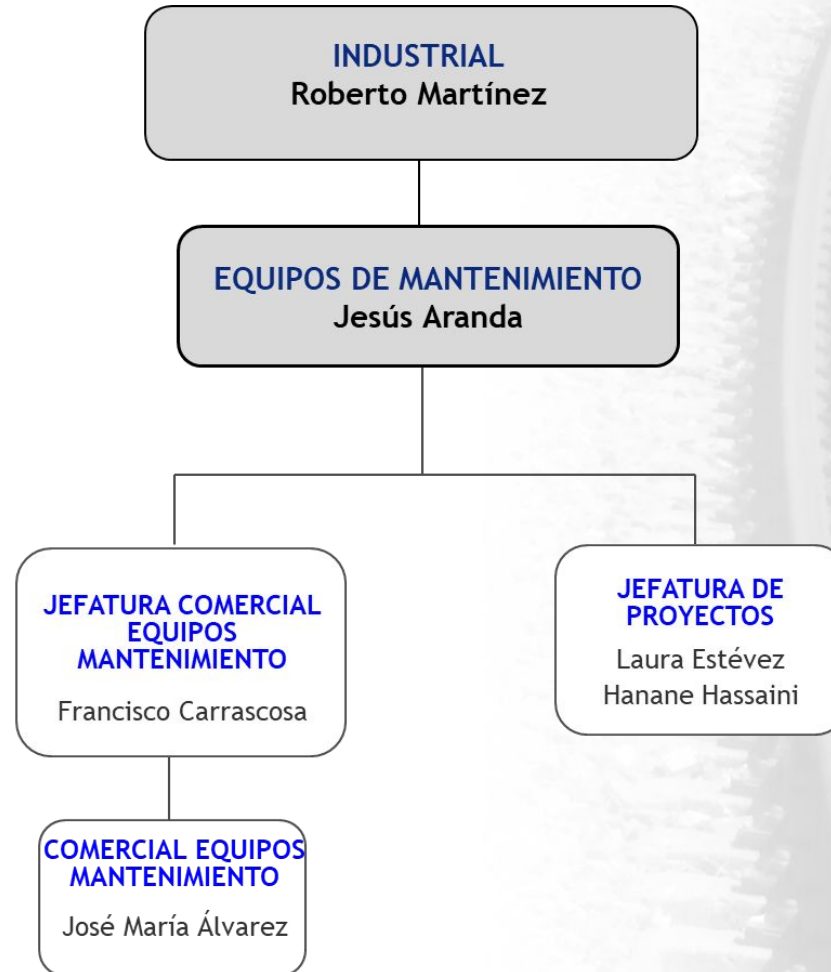 INDUSTRIAL
Roberto Martínez
EQUIPOS DE MANTENIMIENTO
Jesús Aranda
JEFATURA COMERCIAL
EQUIPOS
MANTENIMIENTO
Francisco Carrascosa
JEFATURA DE
PROYECTOS
Laura Estévez
Hanane Hassaini
COMERCIAL EQUIPOS
MANTENIMIENTO
José María Álvarez